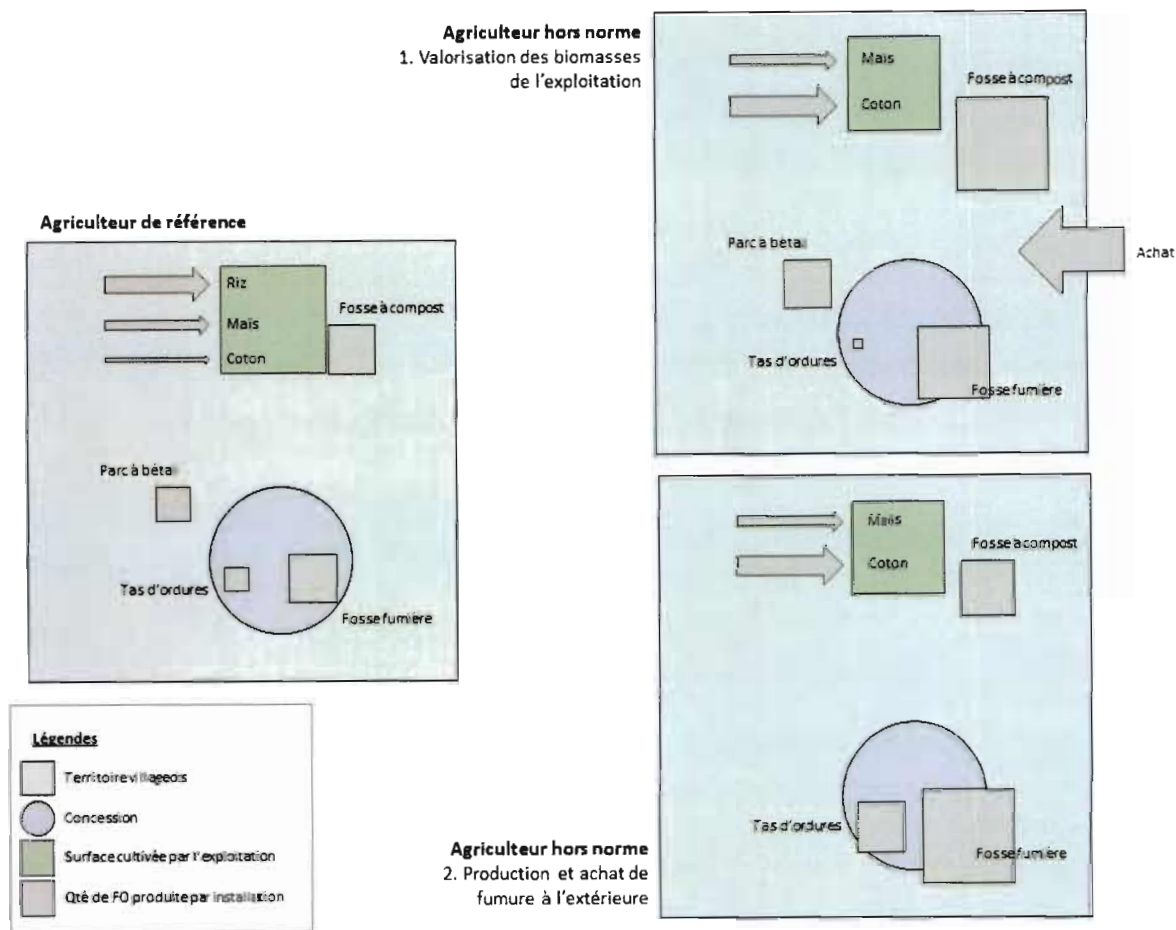 Agriculteur hors norme
1. Valorisation des biomasses
de l'exploitation
Maïs
Coton
Fosse à compost
Parc à bétail
Achat
Tas d'ordures
Fosse fumière
Agriculteur de référence
Riz
Maïs
Coton
Fosse à compost
Parc à bétail
Tas d'ordures
Fosse fumière
Maïs
Coton
Fosse à compost
Tas d'ordures
Fosse fumière
Agriculteur hors norme
2. Production et achat de
fumure à l'extérieure
Légendes
Territoire villageois
Concession
Surface cultivée par l'exploitation
Qté de FO produite par installation